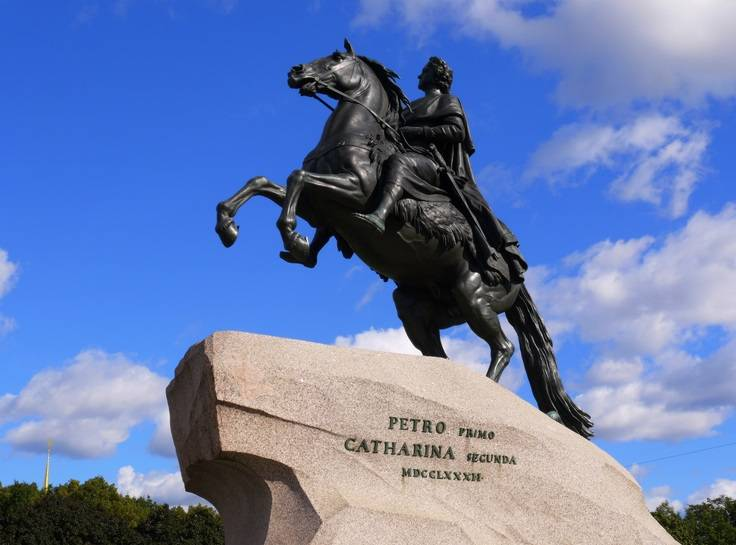 PETRO PRIMO
CATHARINA SECUNDA
MDCCLXXXII